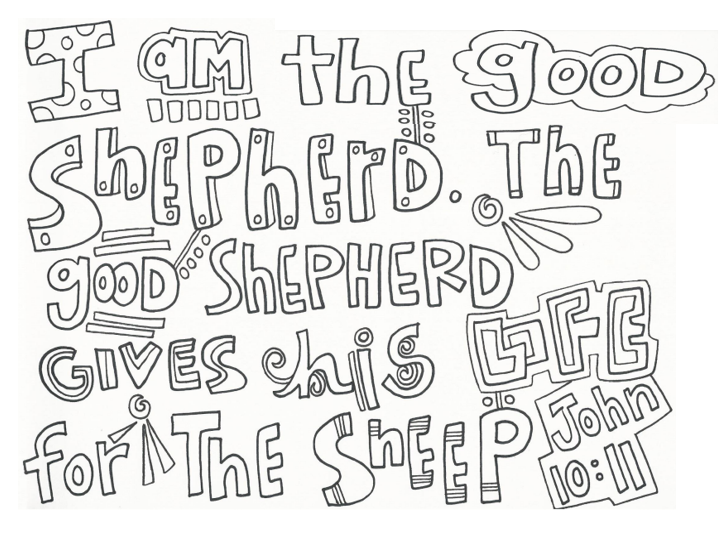 I am the good
ShEPhErD. ThE
gooD ShEPHERD
GIVES his LIFE
for ThE ShEEP
John
10:11